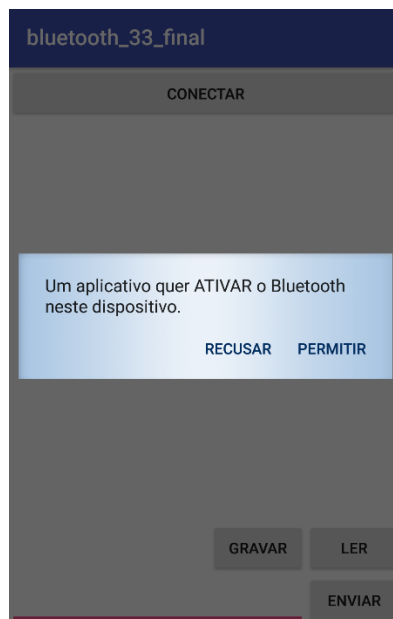 bluetooth_33_final
CONECTAR
Um aplicativo quer ATIVAR o Bluetooth
neste dispositivo.
RECUSAR PERMITIR
GRAVAR LER
ENVIAR